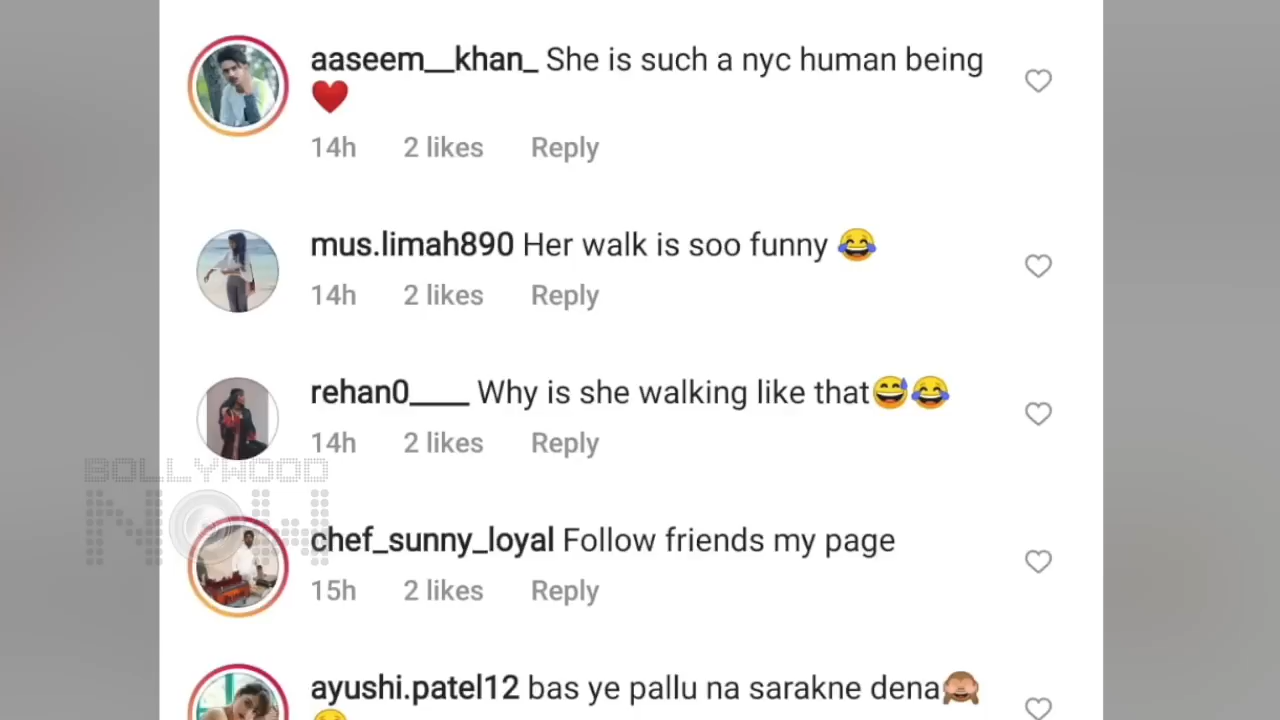 aaseem__khan_ She is such a nyc human being
❤️
14h 2 likes Reply
mus.limah890 Her walk is soo funny 😂
14h 2 likes Reply
rehan0____ Why is she walking like that😅😂
14h 2 likes Reply
BOLLYWOOD
NOW
chef_sunny_loyal Follow friends my page
15h 2 likes Reply
ayushi.patel12 bas ye pallu na sarakne dena🙈